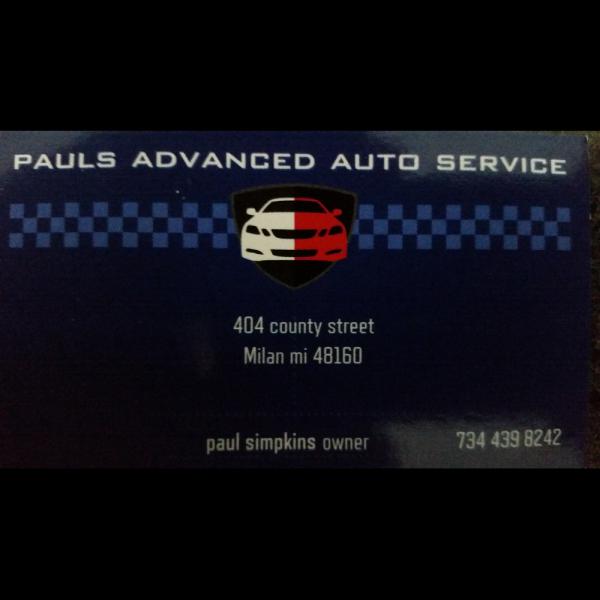 PAULS ADVANCED AUTO SERVICE
404 county street
Milan mi 48160
paul simpkins owner 734 439 8242